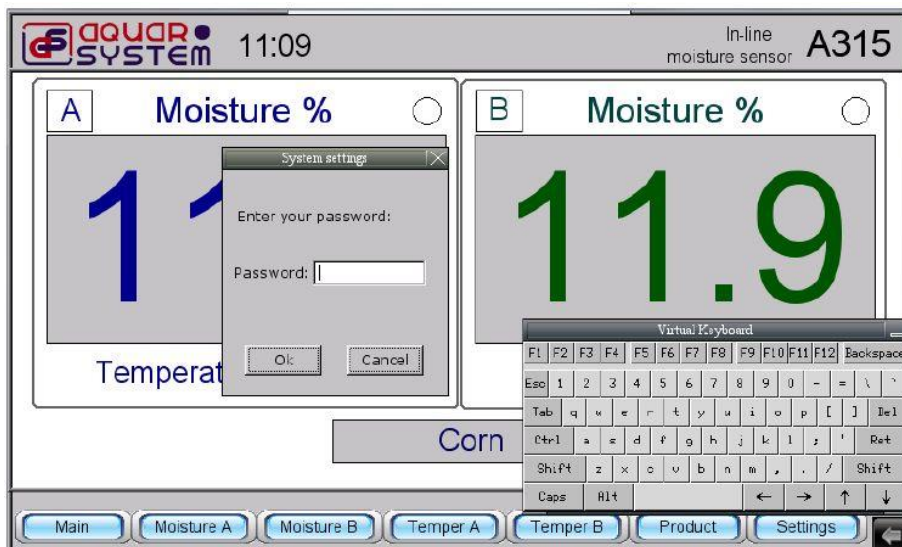 AQUAR SYSTEM
11:09
In-line moisture sensor
A315
A
Moisture %
B
Moisture %
11.9
System settings
Enter your password:
Password:
Ok
Cancel
Temperat
Corn
Virtual Keyboard
F1 F2 F3 F4 F5 F6 F7 F8 F9 F10 F11 F12 Backspace
Esc 1 2 3 4 5 6 7 8 9 0 - = \ `
Tab q w e r t y u i o p [ ] Del
Ctrl a s d f g h j k l ; ' Ret
Shift z x c v b n m , . / Shift
Caps Alt ← → ↑ ↓
Main
Moisture A
Moisture B
Temper A
Temper B
Product
Settings